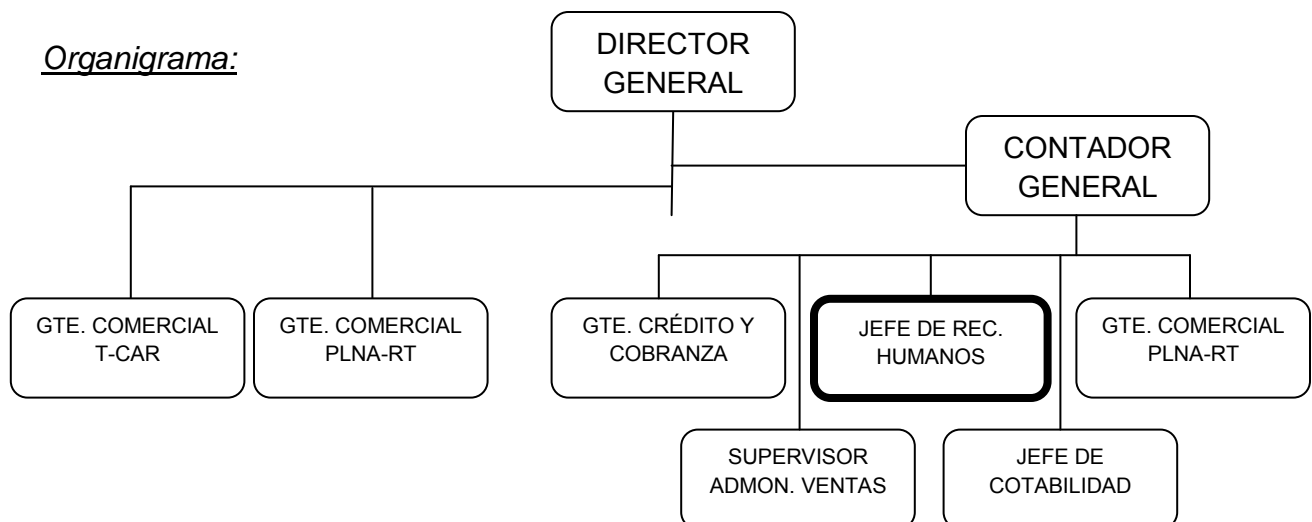 Organigrama:
DIRECTOR
GENERAL
CONTADOR
GENERAL
GTE. COMERCIAL
T-CAR
GTE. COMERCIAL
PLNA-RT
GTE. CRÉDITO Y
COBRANZA
JEFE DE REC.
HUMANOS
GTE. COMERCIAL
PLNA-RT
SUPERVISOR
ADMON. VENTAS
JEFE DE
COTABILIDAD